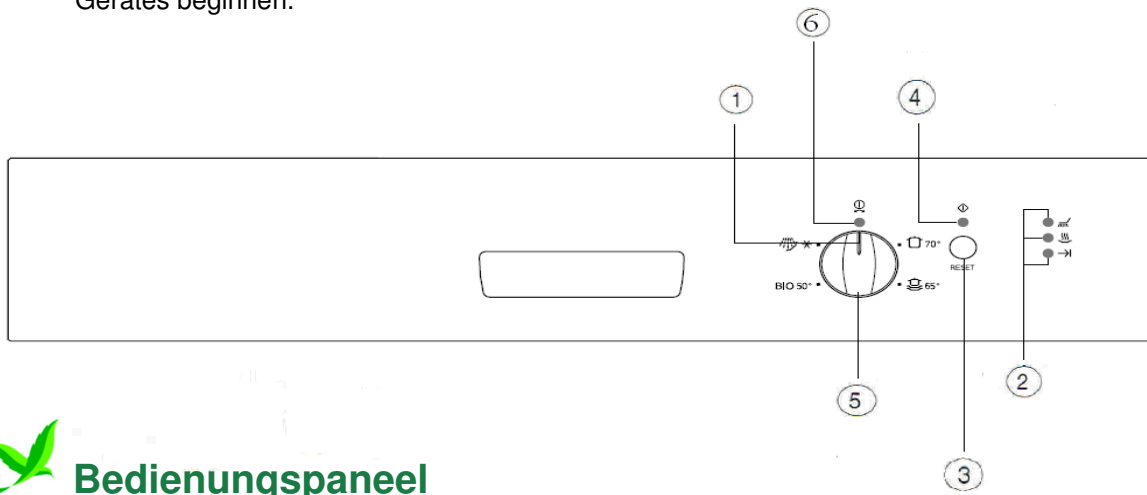 Gerätes beginnen.
6
1
4
70°
RESET
BIO 50°
65°
2
5
3
Bedienungspaneel